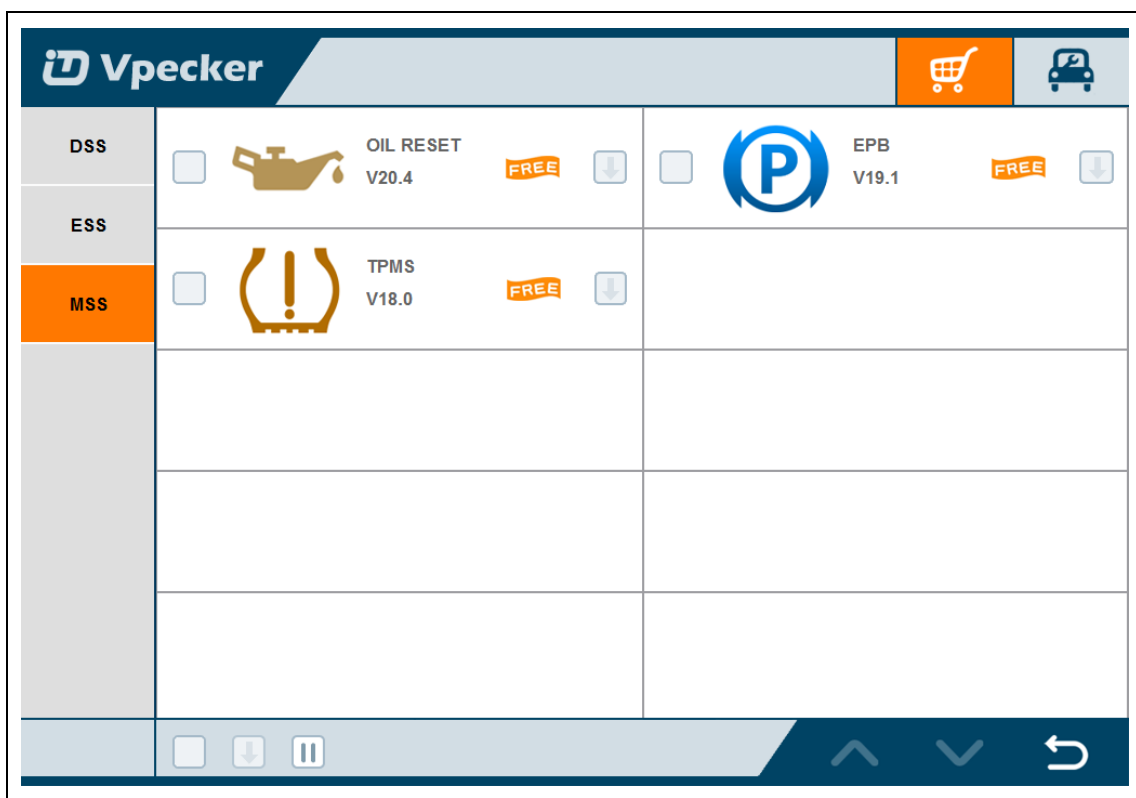 Vpecker
DSS
ESS
MSS
OIL RESET
V20.4
FREE
P
EPB
V19.1
FREE
TPMS
V18.0
FREE